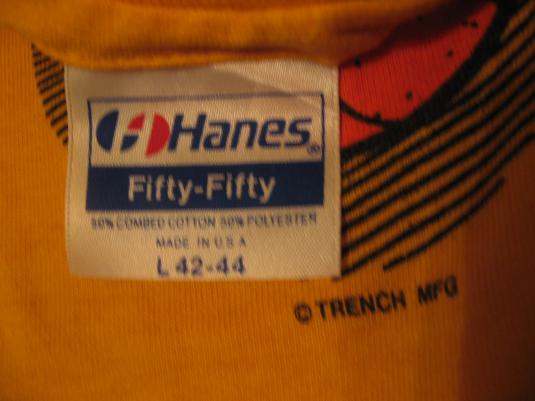 Hanes®
Fifty-Fifty
50% COMBED COTTON 50% POLYESTER
MADE IN U S A
L 42-44
© TRENCH MFG